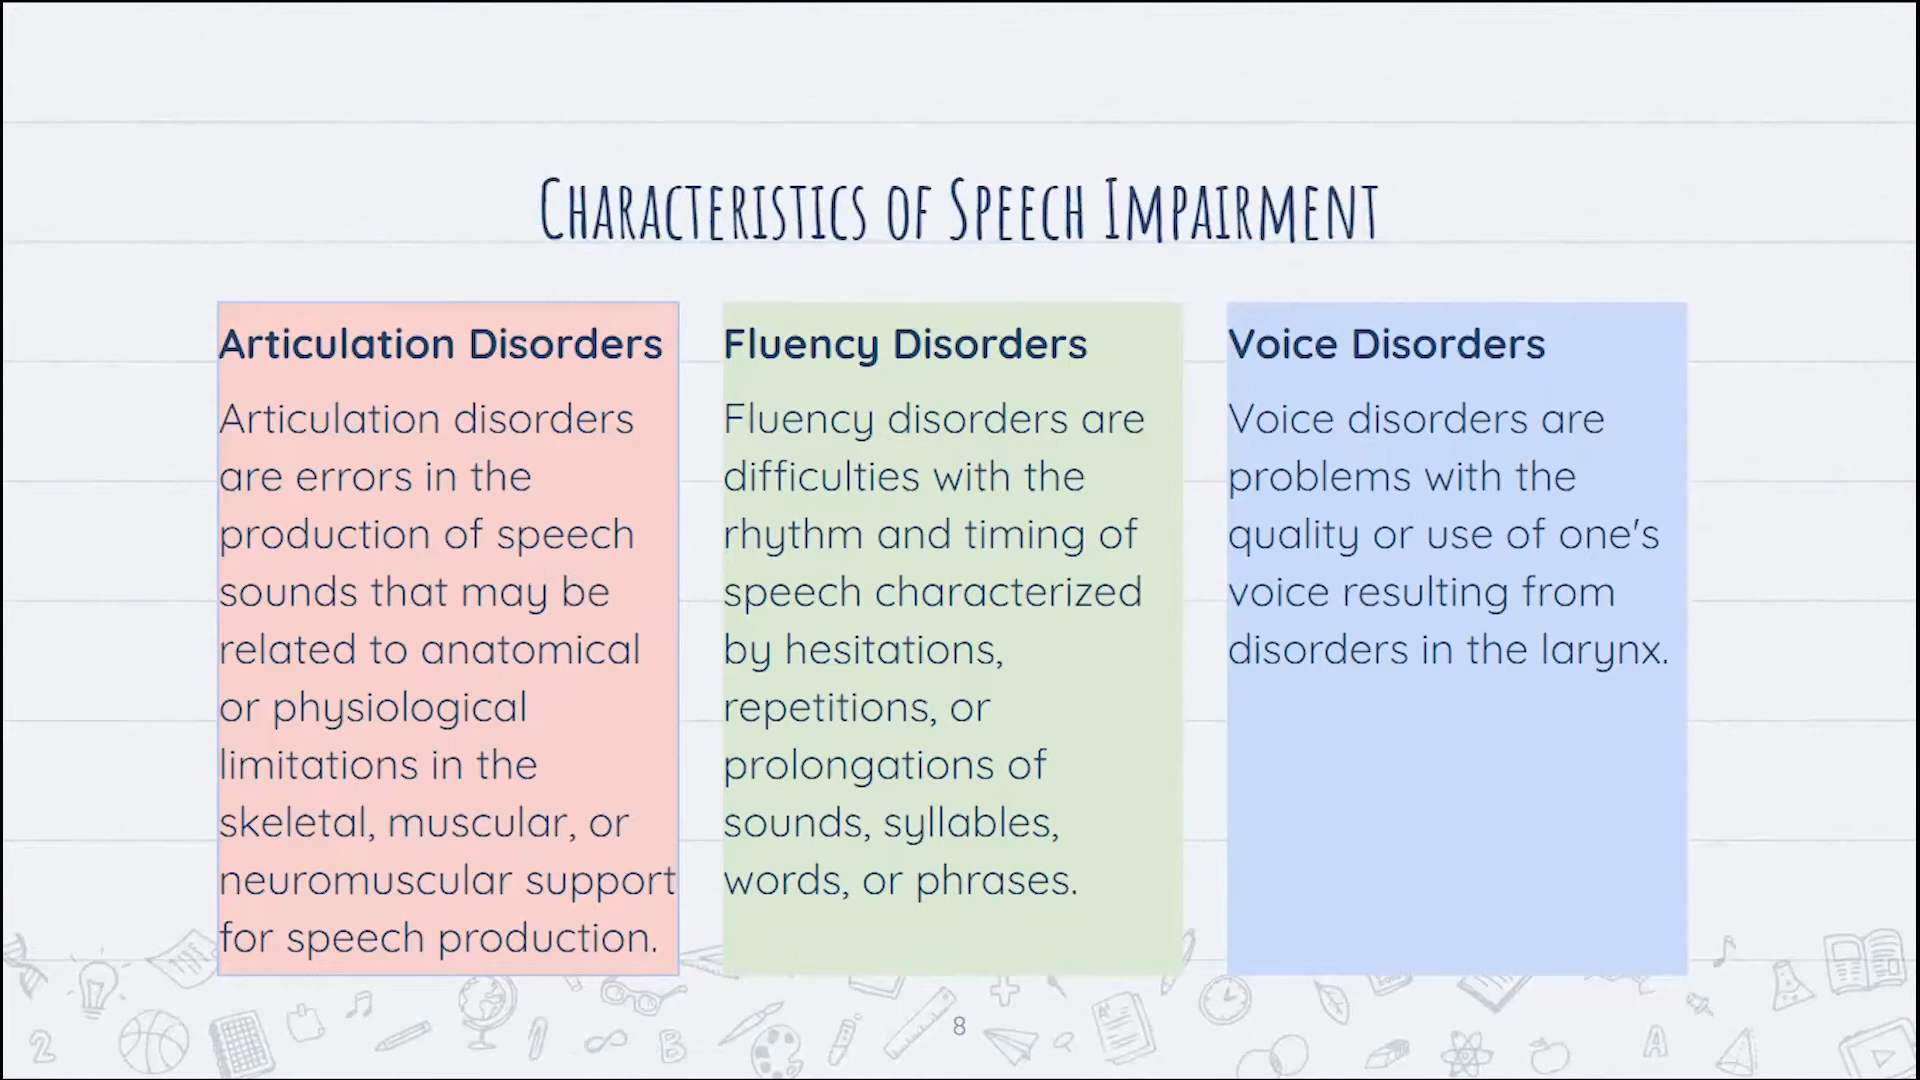 Characteristics of Speech Impairment
Articulation Disorders
Articulation disorders
are errors in the
production of speech
sounds that may be
related to anatomical
or physiological
limitations in the
skeletal, muscular, or
neuromuscular support
for speech production.
Fluency Disorders
Fluency disorders are
difficulties with the
rhythm and timing of
speech characterized
by hesitations,
repetitions, or
prolongations of
sounds, syllables,
words, or phrases.
Voice Disorders
Voice disorders are
problems with the
quality or use of one's
voice resulting from
disorders in the larynx.
2
B
8
A